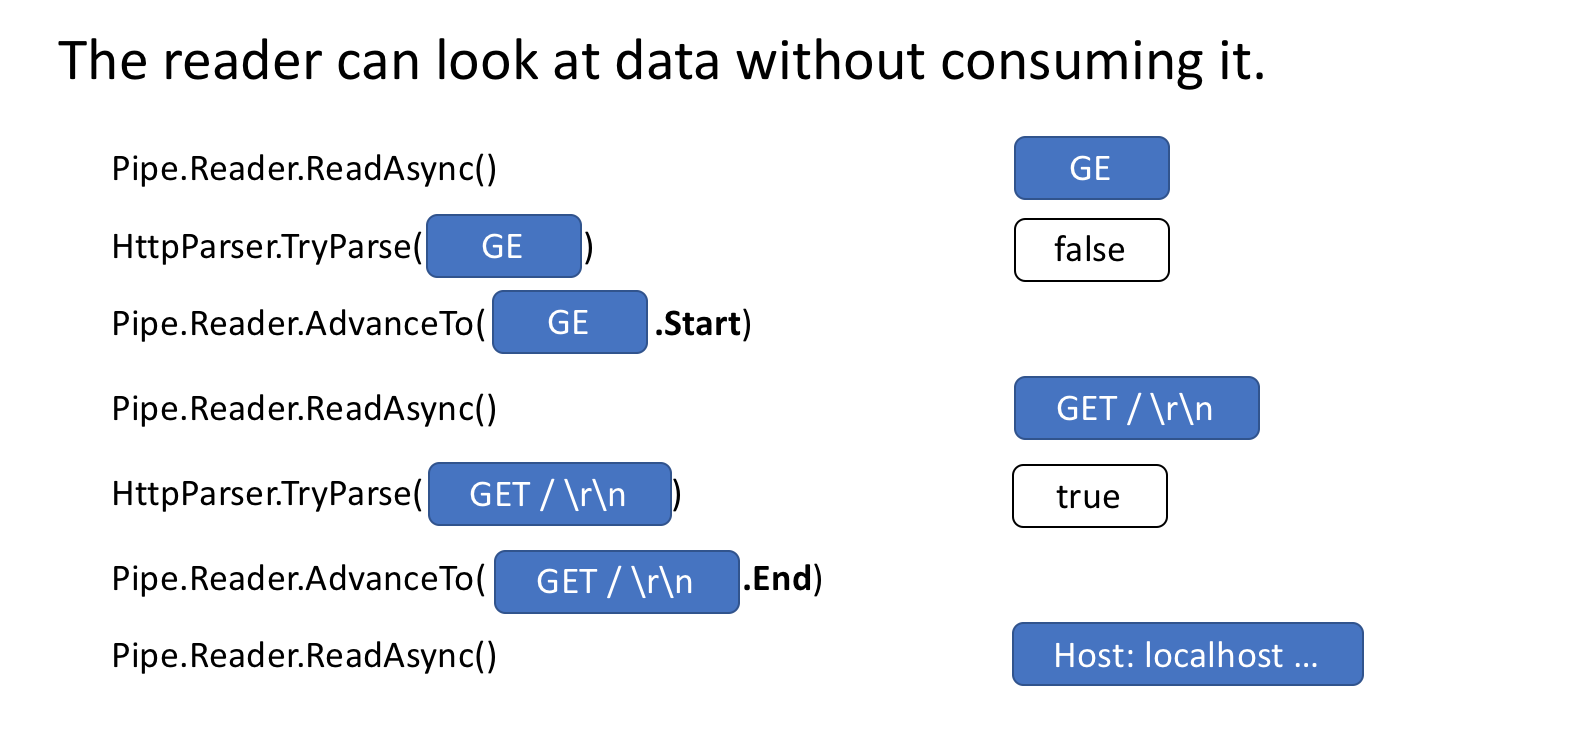 The reader can look at data without consuming it.
Pipe.Reader.ReadAsync() GE
HttpParser.TryParse( GE ) false
Pipe.Reader.AdvanceTo( GE .Start)
Pipe.Reader.ReadAsync() GET / \r\n
HttpParser.TryParse( GET / \r\n ) true
Pipe.Reader.AdvanceTo( GET / \r\n .End)
Pipe.Reader.ReadAsync() Host: localhost ...